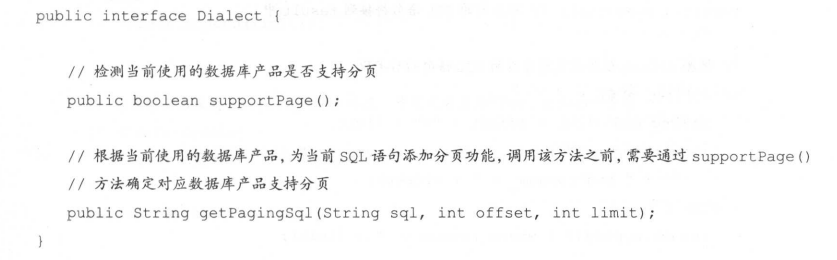 public interface Dialect {
// 检测当前使用的数据库产品是否支持分页
public boolean supportPage();
// 根据当前使用的数据库产品,为当前 SQL 语句添加分页功能,调用该方法之前,需要通过 supportPage()
// 方法确定对应数据库产品支持分页
public String getPagingSql(String sql, int offset, int limit);
}